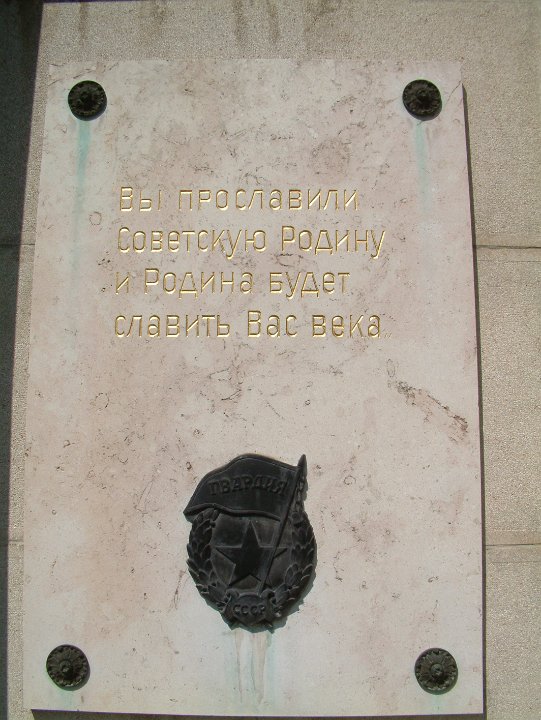 Вы прославили
Советскую Родину
и Родина будет
славить Вас века.
ГВАРДИЯ
СССР